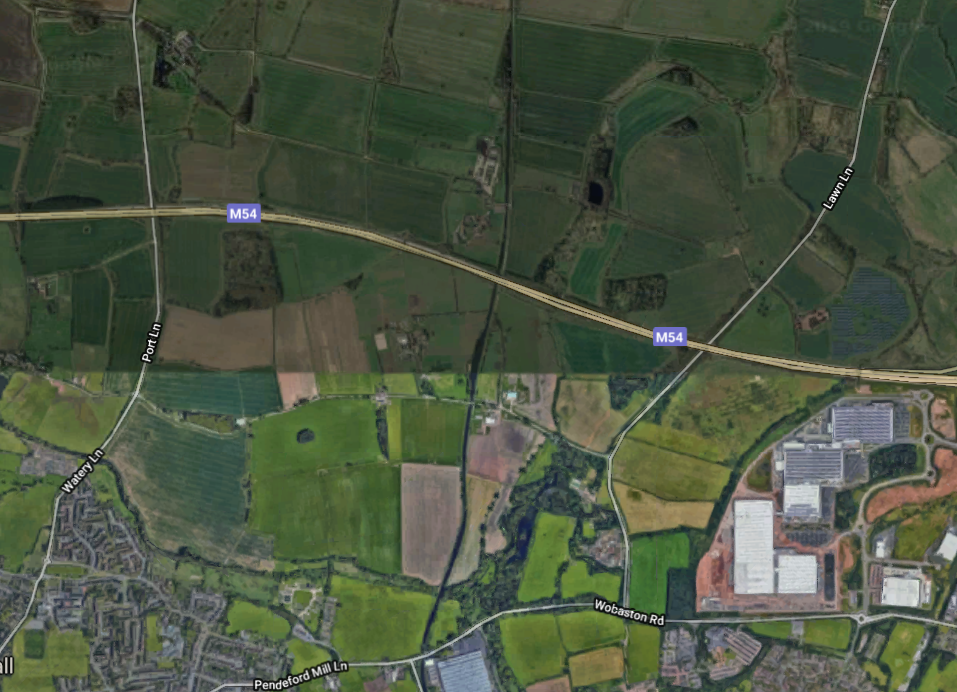 M54
Lawn Ln
M54
Port Ln
Watery Ln
Wobaston Rd
all
Pendeford Mill Ln